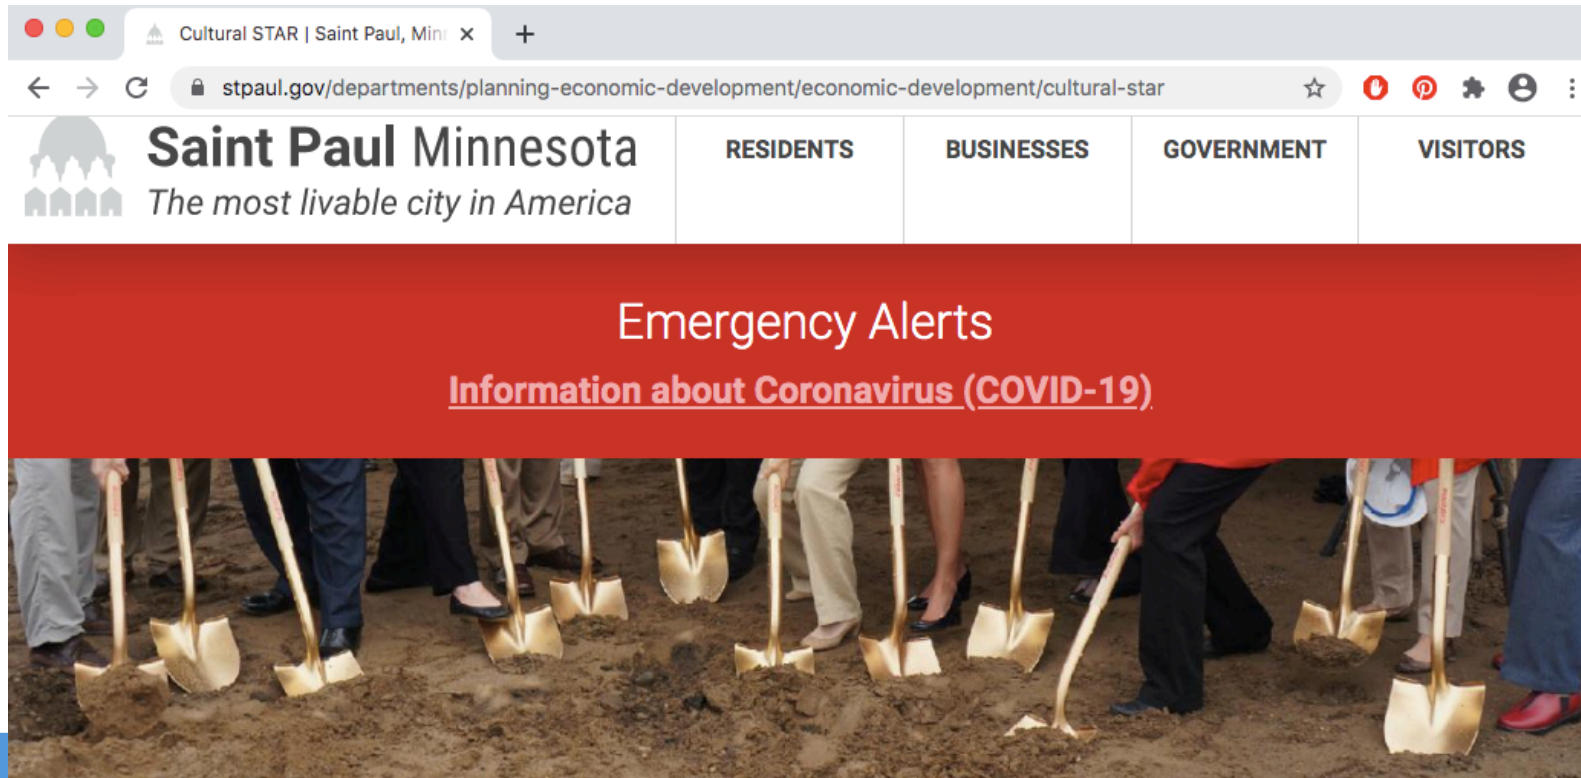 Cultural STAR | Saint Paul, Min
stpaul.gov/departments/planning-economic-development/economic-development/cultural-star
Saint Paul Minnesota
The most livable city in America
RESIDENTS
BUSINESSES
GOVERNMENT
VISITORS
Emergency Alerts
Information about Coronavirus (COVID-19)